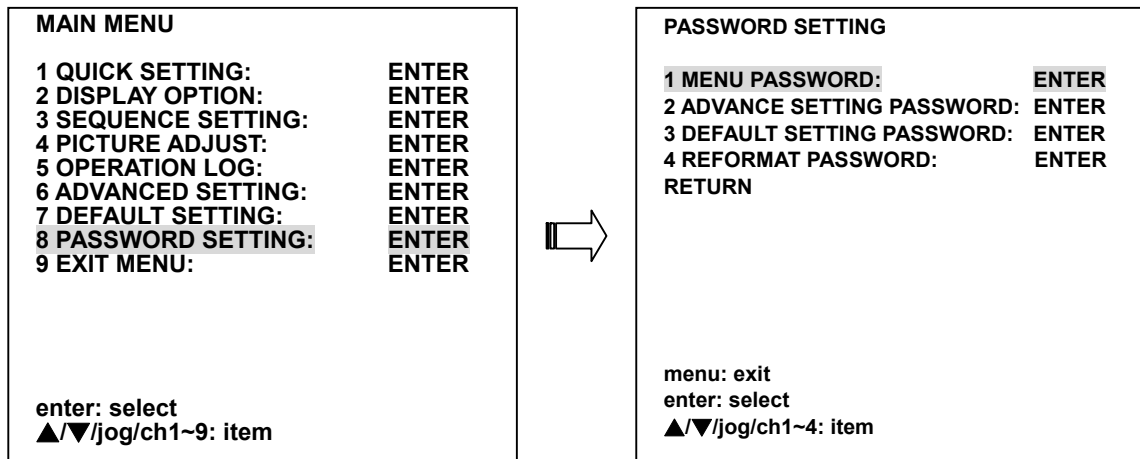 MAIN MENU
1 QUICK SETTING: ENTER
2 DISPLAY OPTION: ENTER
3 SEQUENCE SETTING: ENTER
4 PICTURE ADJUST: ENTER
5 OPERATION LOG: ENTER
6 ADVANCED SETTING: ENTER
7 DEFAULT SETTING: ENTER
8 PASSWORD SETTING: ENTER
9 EXIT MENU: ENTER
enter: select
▲/▼/jog/ch1~9: item
PASSWORD SETTING
1 MENU PASSWORD: ENTER
2 ADVANCE SETTING PASSWORD: ENTER
3 DEFAULT SETTING PASSWORD: ENTER
4 REFORMAT PASSWORD: ENTER
RETURN
menu: exit
enter: select
▲/▼/jog/ch1~4: item